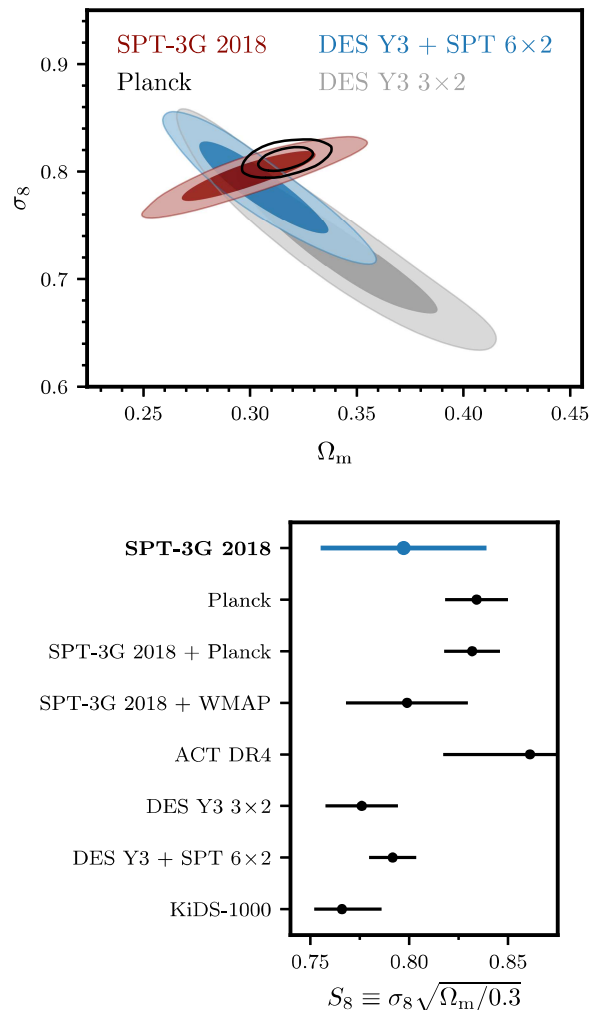 SPT-3G 2018 DES Y3 + SPT 6×2
Planck DES Y3 3×2
0.9
0.8
0.7
0.6
σ₈
0.25 0.30 0.35 0.40 0.45
Ωₘ
SPT-3G 2018
Planck
SPT-3G 2018 + Planck
SPT-3G 2018 + WMAP
ACT DR4
DES Y3 3×2
DES Y3 + SPT 6×2
KiDS-1000
0.75 0.80 0.85
S₈ ≡ σ₈√(Ωₘ/0.3)